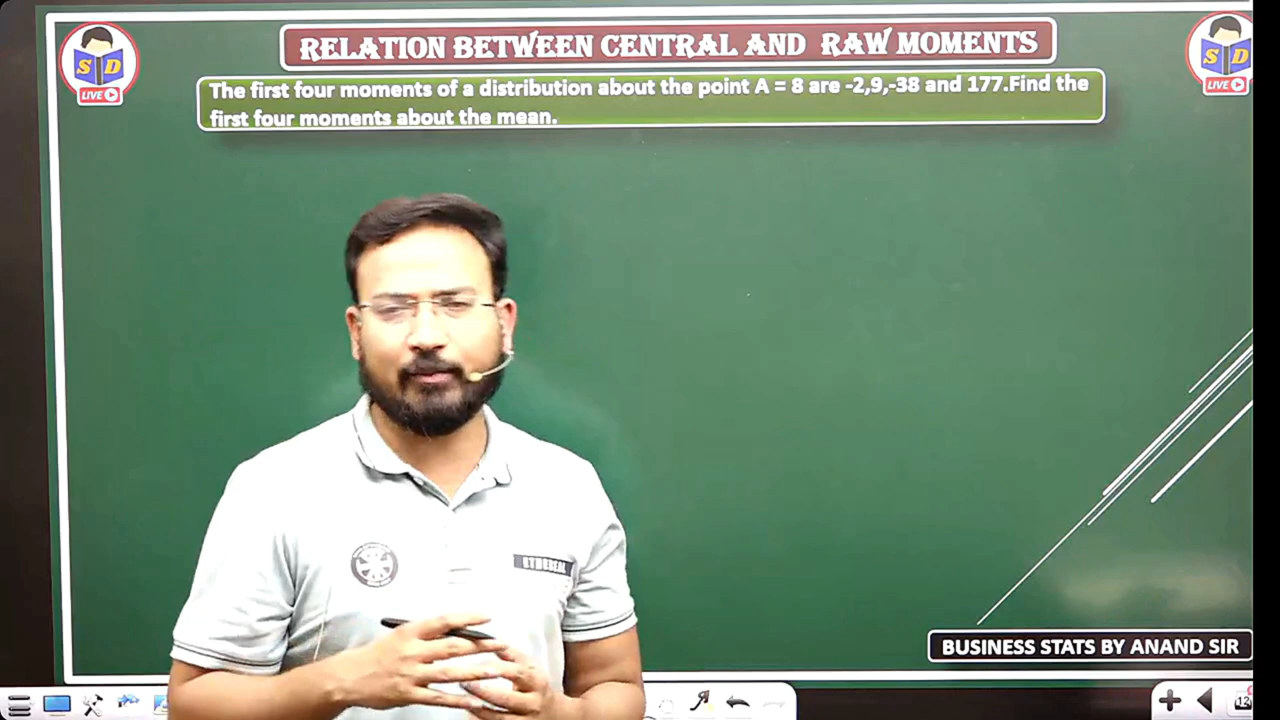 RELATION BETWEEN CENTRAL AND RAW MOMENTS
The first four moments of a distribution about the point A = 8 are -2,9,-38 and 177.Find the
first four moments about the mean.
S D
LIVE
S D
LIVE
ETHEREAL
BUSINESS STATS BY ANAND SIR